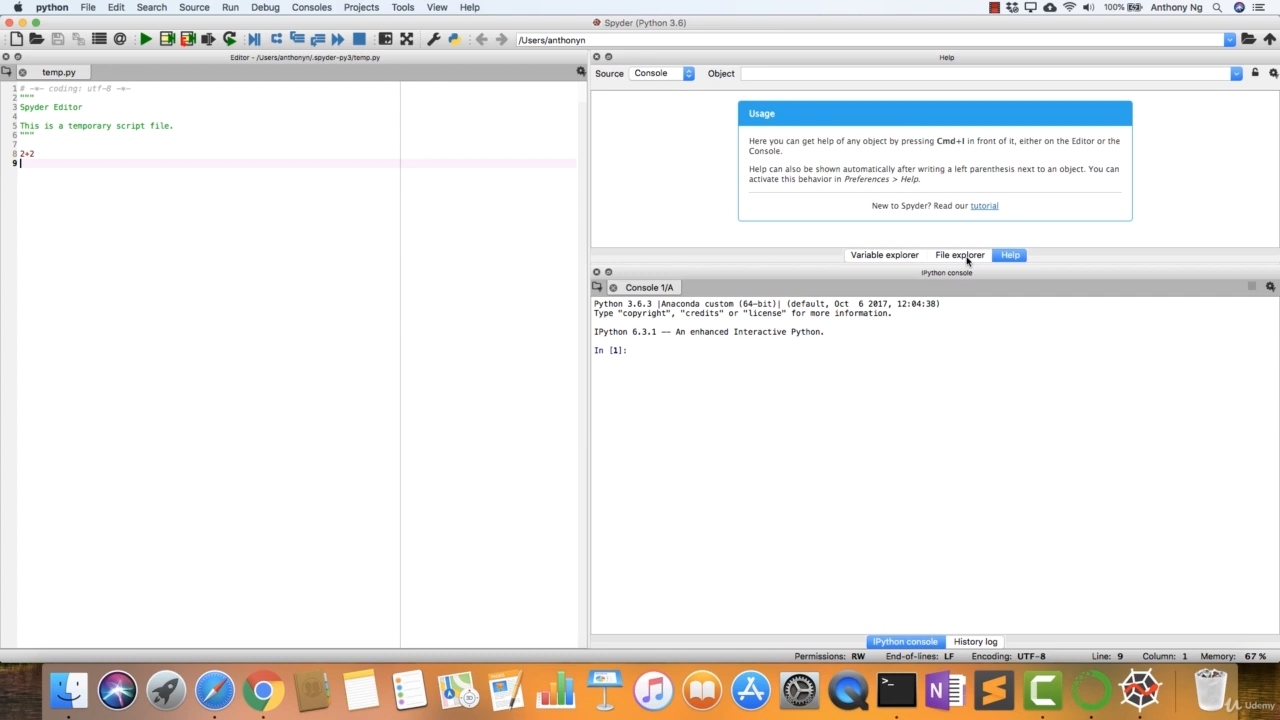 python File Edit Search Source Run Debug Consoles Projects Tools View Help 100% Anthony Ng
Spyder (Python 3.6)
/Users/anthonyn
Editor - /Users/anthonyn/.spyder-py3/temp.py
temp.py
1 # -*- coding: utf-8 -*-
2 """
3 Spyder Editor
4
5 This is a temporary script file.
6 """
7
8 2+2
9
Help
Source Console Object
Usage
Here you can get help of any object by pressing Cmd+I in front of it, either on the Editor or the
Console.
Help can also be shown automatically after writing a left parenthesis next to an object. You can
activate this behavior in Preferences > Help.
New to Spyder? Read our tutorial
Variable explorer File explorer Help
IPython console
Console 1/A
Python 3.6.3 |Anaconda custom (64-bit)| (default, Oct  6 2017, 12:04:38)
Type "copyright", "credits" or "license" for more information.
IPython 6.3.1 -- An enhanced Interactive Python.
In [1]:
IPython console History log
Permissions: RW End-of-lines: LF Encoding: UTF-8 Line: 9 Column: 1 Memory: 67 %
Udemy